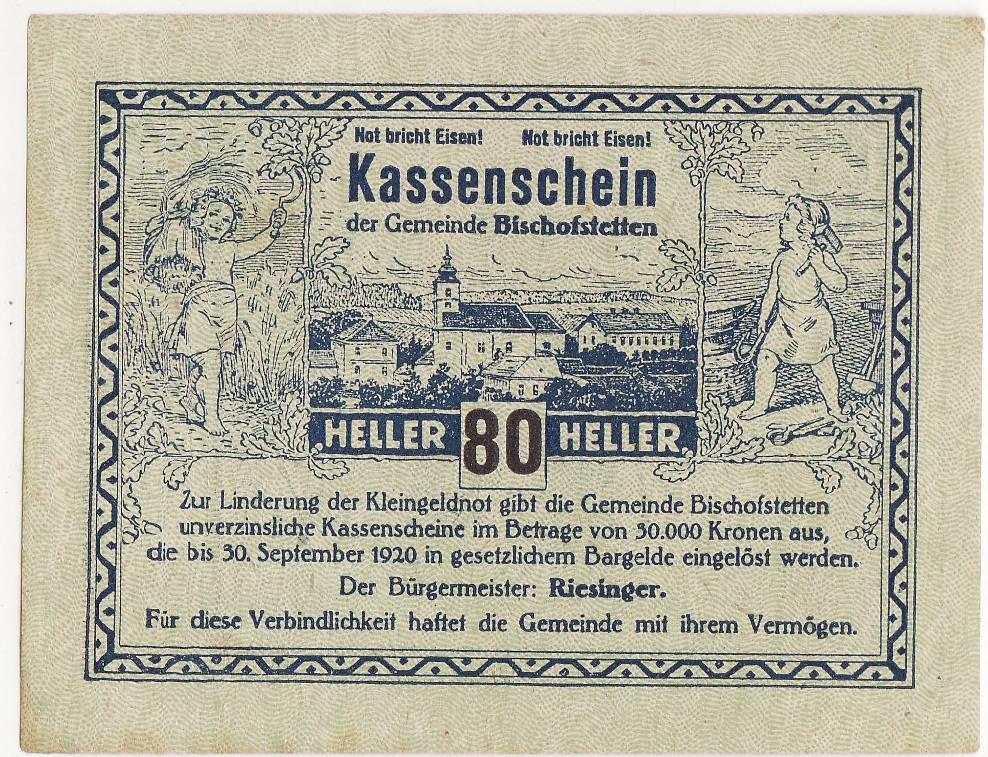 Not bricht Eisen! Not bricht Eisen!
Kassenschein
der Gemeinde Bischofstetten
HELLER 80 HELLER
Zur Linderung der Kleingeldnot gibt die Gemeinde Bischofstetten
unverzinsliche Kassenscheine im Betrage von 30.000 Kronen aus,
die bis 30. September 1920 in gesetzlichem Bargelde eingelöst werden.
Der Bürgermeister: Riesinger.
Für diese Verbindlichkeit haftet die Gemeinde mit ihrem Vermögen.